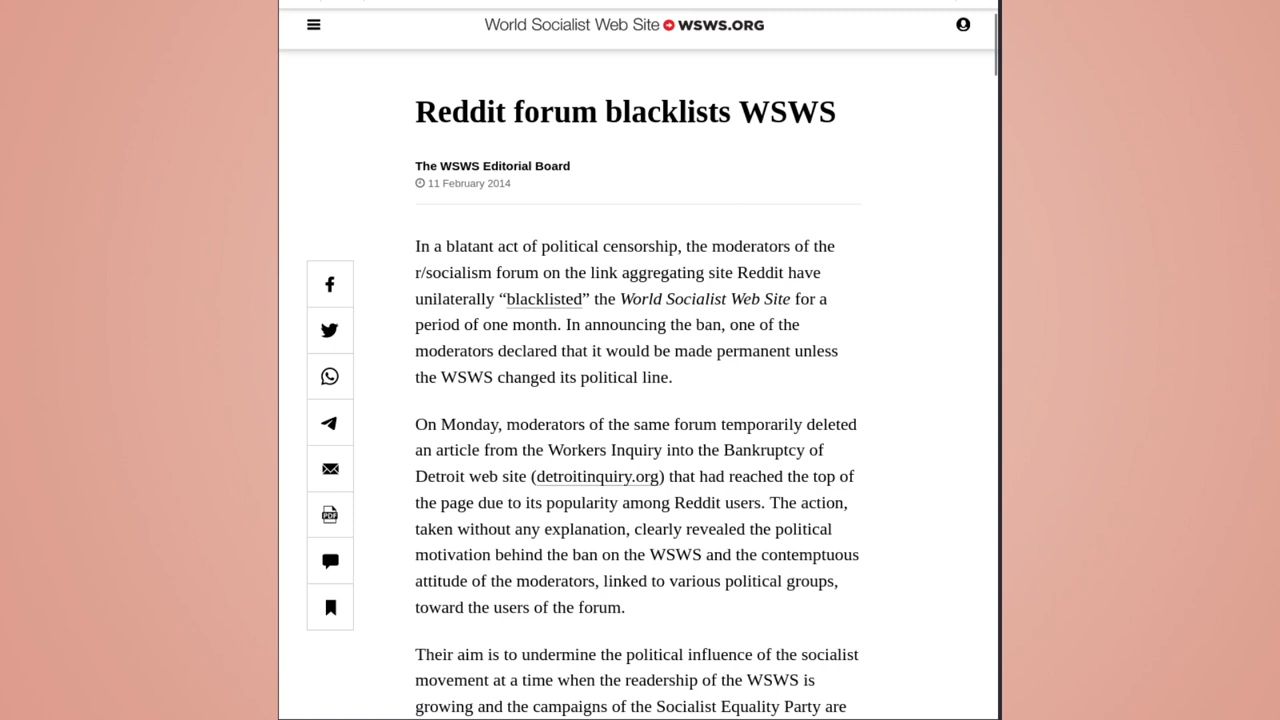 World Socialist Web Site WSWS.ORG
Reddit forum blacklists WSWS
The WSWS Editorial Board
11 February 2014
In a blatant act of political censorship, the moderators of the
r/socialism forum on the link aggregating site Reddit have
unilaterally “blacklisted” the World Socialist Web Site for a
period of one month. In announcing the ban, one of the
moderators declared that it would be made permanent unless
the WSWS changed its political line.
On Monday, moderators of the same forum temporarily deleted
an article from the Workers Inquiry into the Bankruptcy of
Detroit web site (detroitinquiry.org) that had reached the top of
the page due to its popularity among Reddit users. The action,
taken without any explanation, clearly revealed the political
motivation behind the ban on the WSWS and the contemptuous
attitude of the moderators, linked to various political groups,
toward the users of the forum.
Their aim is to undermine the political influence of the socialist
movement at a time when the readership of the WSWS is
growing and the campaigns of the Socialist Equality Party are
PDF